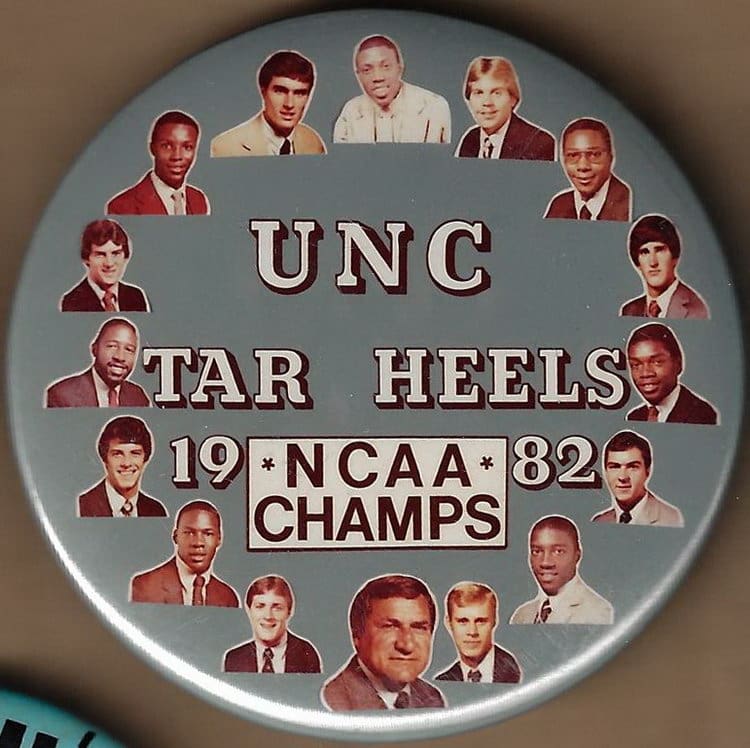 UNC
TAR HEELS
19 *NCAA* 82
CHAMPS